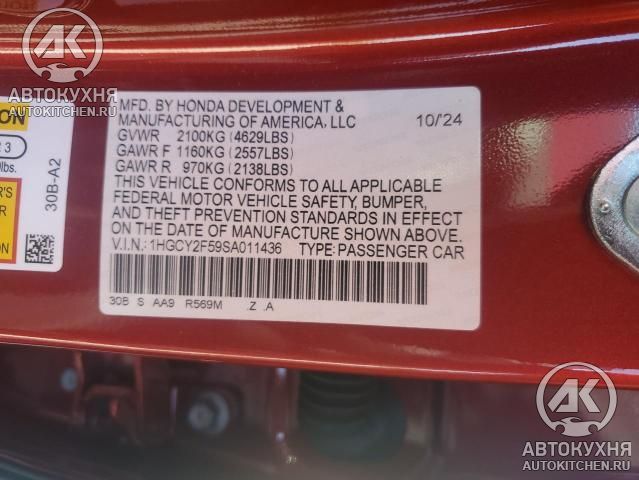 AK
АВТОКУХНЯ
AUTOKITCHEN.RU
30B-A2
MFD. BY HONDA DEVELOPMENT &
MANUFACTURING OF AMERICA, LLC 10/24
GVWR 2100KG (4629LBS)
GAWR F 1160KG (2557LBS)
GAWR R 970KG (2138LBS)
THIS VEHICLE CONFORMS TO ALL APPLICABLE
FEDERAL MOTOR VEHICLE SAFETY, BUMPER,
AND THEFT PREVENTION STANDARDS IN EFFECT
ON THE DATE OF MANUFACTURE SHOWN ABOVE.
V.I.N.: 1HGCY2F59SA011436 TYPE: PASSENGER CAR
30B S AA9 R569M .Z .A
AK
АВТОКУХНЯ
AUTOKITCHEN.RU